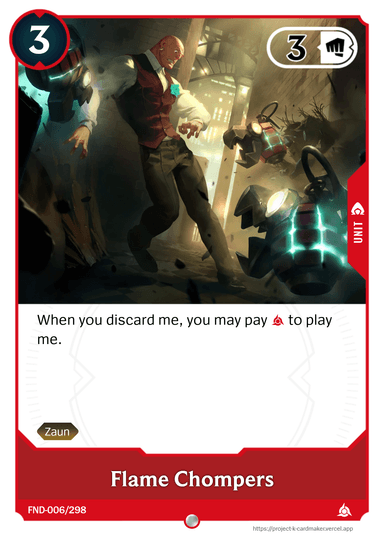 3
3
UNIT
When you discard me, you may pay to play
me.
Zaun
Flame Chompers
FND-006/298
https://project-k-cardmaker.vercel.app